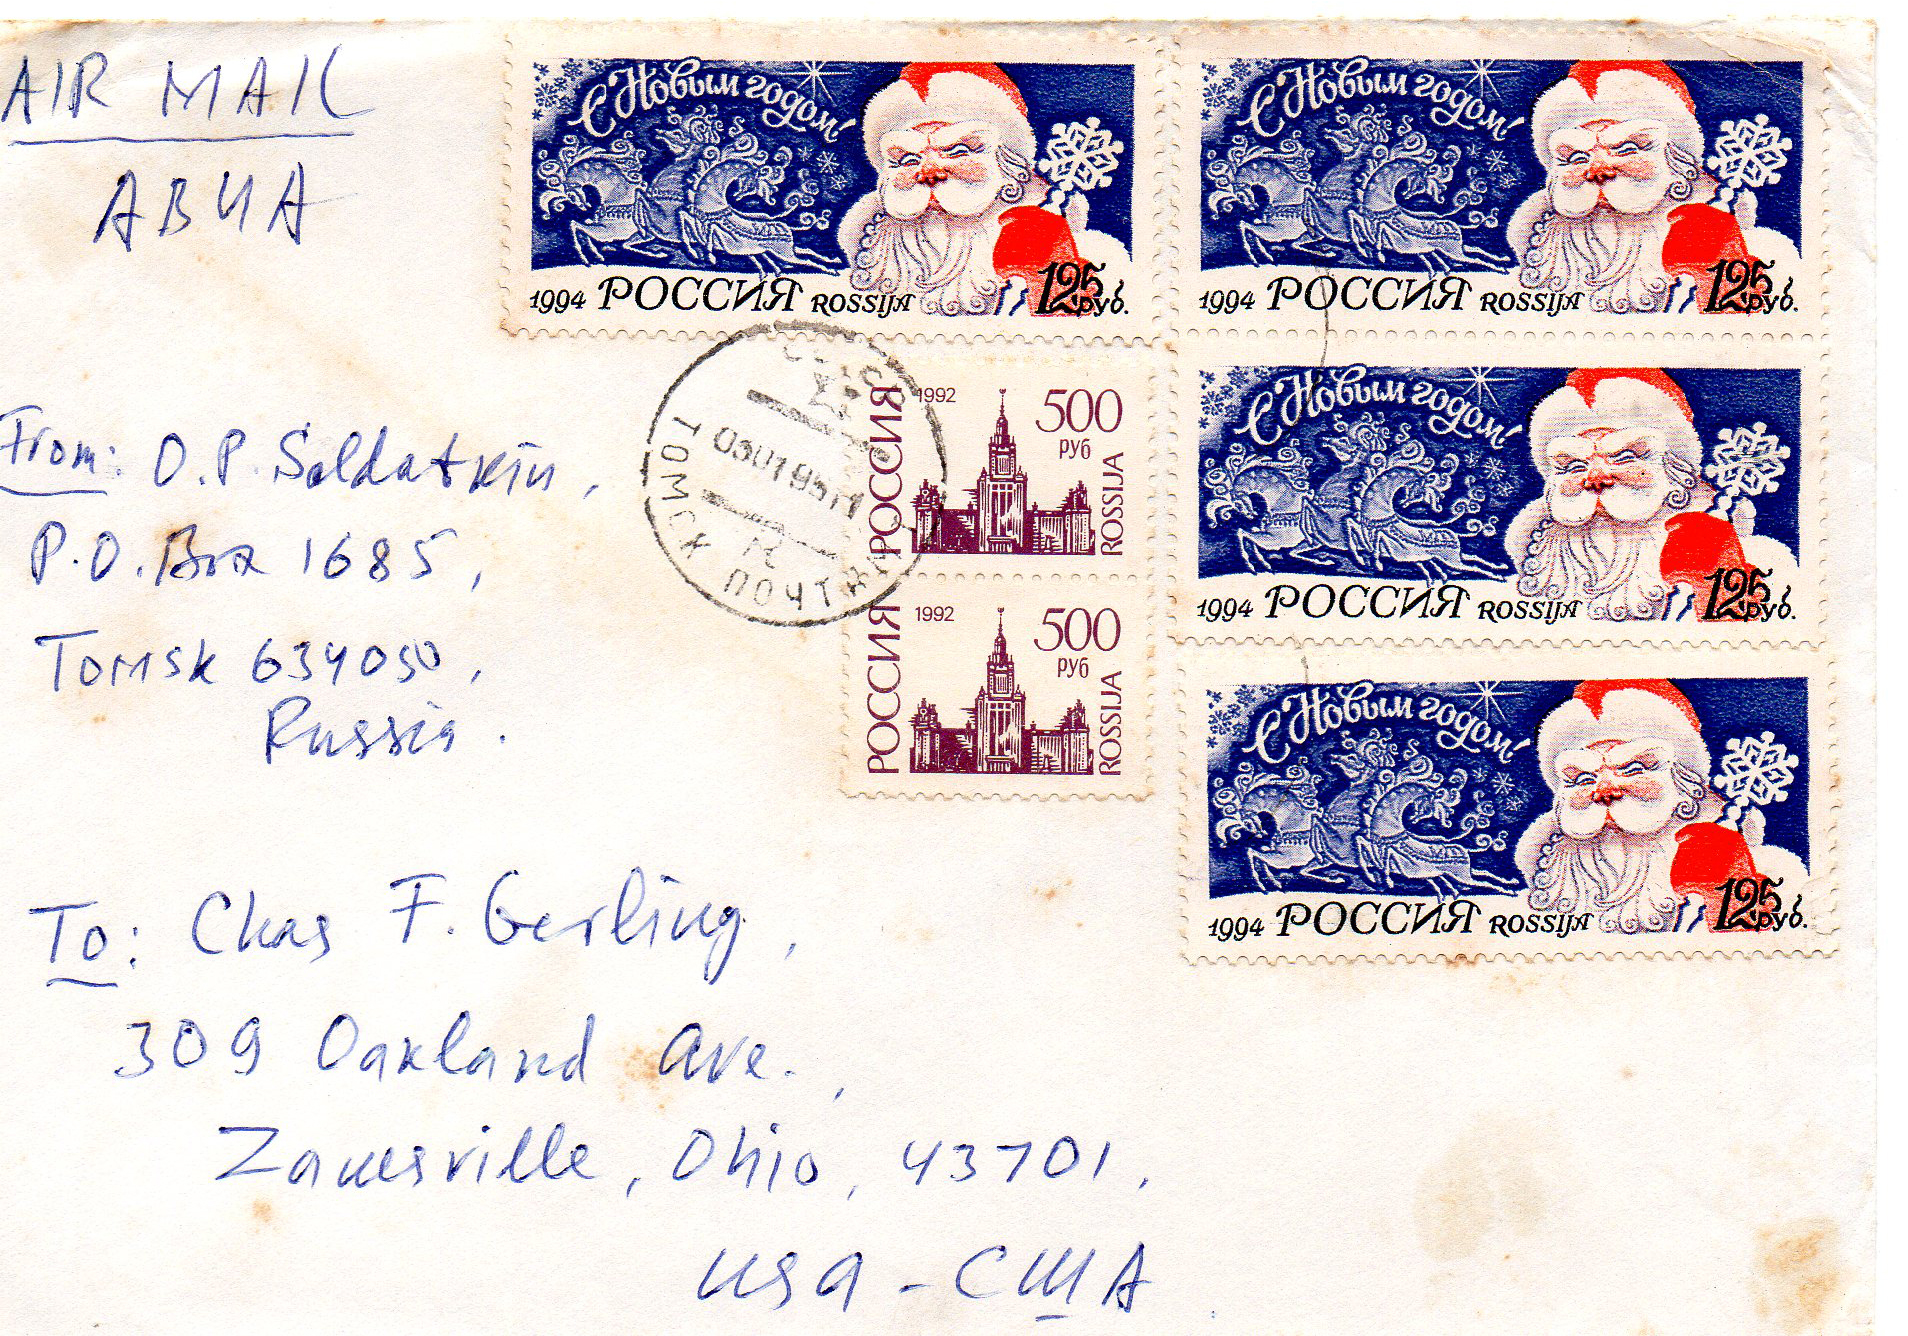 AIR MAIL
АВИА
С Новым годом!
1994 РОССИЯ ROSSIJA 125 руб.
С Новым годом!
1994 РОССИЯ ROSSIJA 125 руб.
С Новым годом!
1994 РОССИЯ ROSSIJA 125 руб.
С Новым годом!
1994 РОССИЯ ROSSIJA 125 руб.
РОССИЯ 1992 500 руб ROSSIJA
РОССИЯ 1992 500 руб ROSSIJA
ТОМСК ПОЧТА
From: O.P. Soldatkin,
P.O. Box 1685,
Tomsk 634050,
Russia.
To: Chas F. Gerling,
309 Oakland Ave.,
Zanesville, Ohio, 43701,
USA - США.